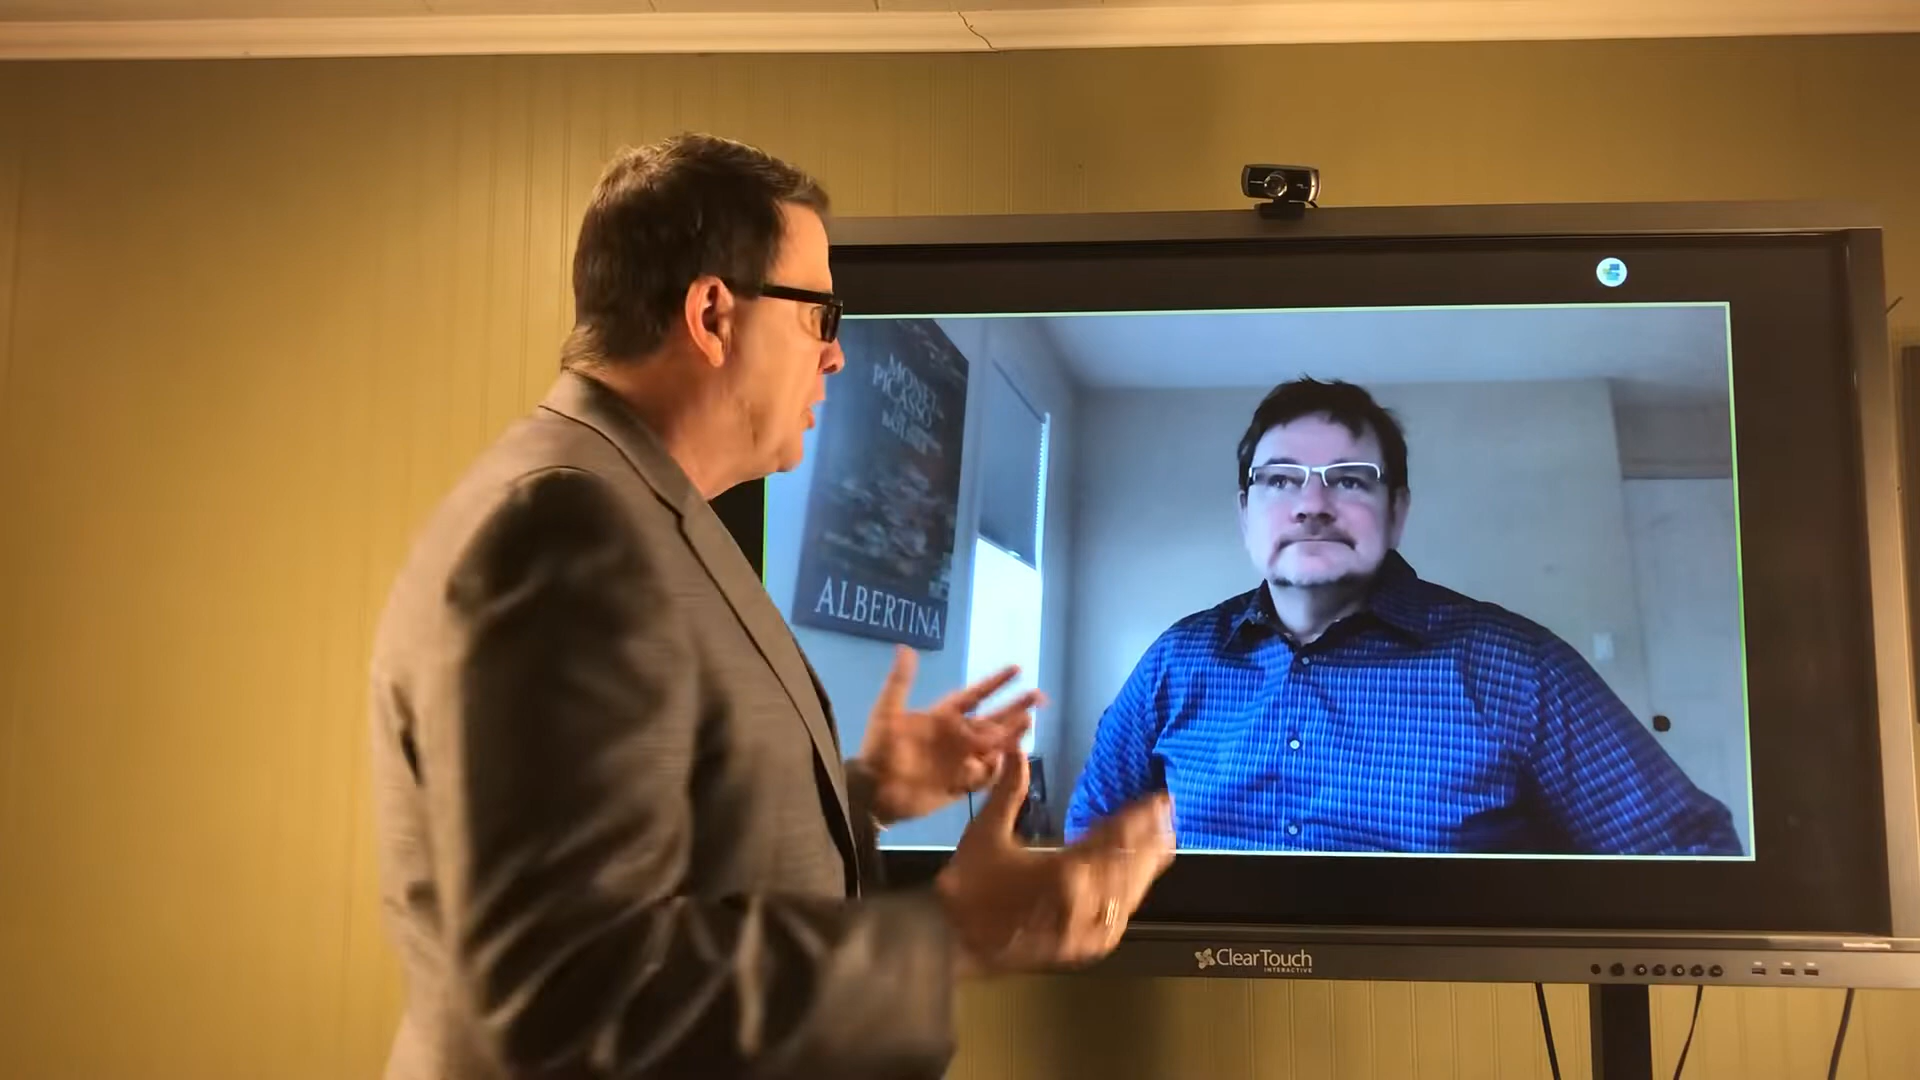 MONET
PICASSO
ALBERTINA
ClearTouch
INTERACTIVE